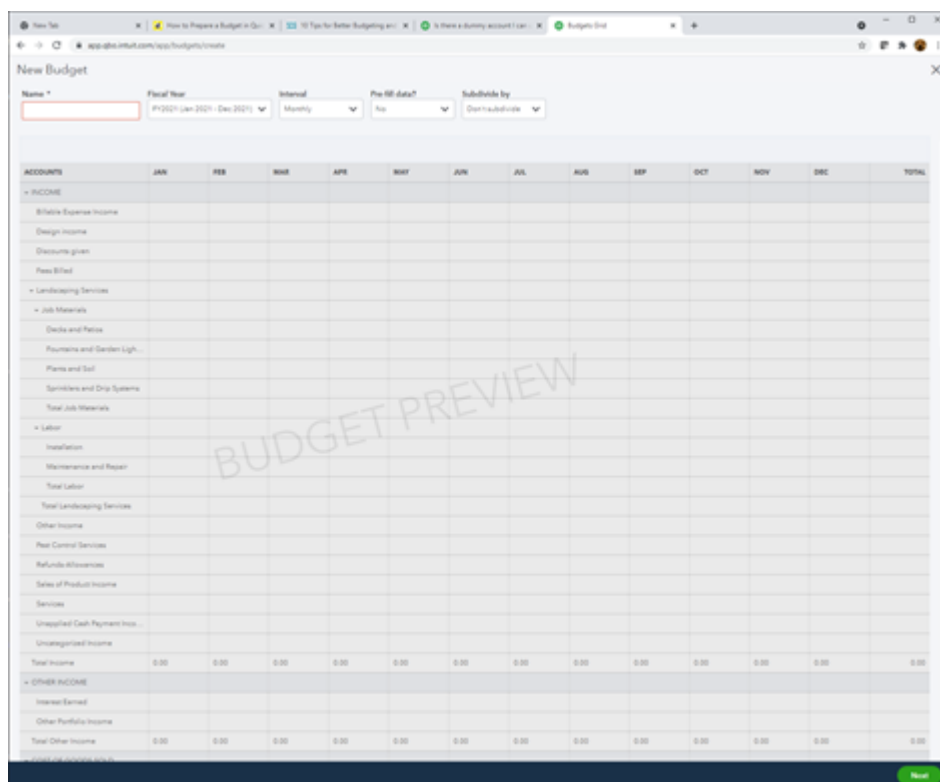 New Tab How to Prepare a Budget in Qui 10 Tips for Better Budgeting and Is there a dummy account I can Budgets Grid
app.qbo.intuit.com/app/budgets/create
New Budget
Name * Fiscal Year Interval Pre-fill data? Subdivide by
FY2021 (Jan 2021 - Dec 2021) Monthly No Don't subdivide
ACCOUNTS JAN FEB MAR APR MAY JUN JUL AUG SEP OCT NOV DEC TOTAL
INCOME
Billable Expense Income
Design income
Discounts given
Fees Billed
Landscaping Services
Job Materials
Decks and Patios
Fountains and Garden Ligh...
Plants and Soil
Sprinklers and Drip Systems
Total Job Materials
BUDGET PREVIEW
Labor
Installation
Maintenance and Repair
Total Labor
Total Landscaping Services
Other Income
Pest Control Services
Refunds-Allowances
Sales of Product Income
Services
Unapplied Cash Payment Inco...
Uncategorized Income
Total Income 0.00 0.00 0.00 0.00 0.00 0.00 0.00 0.00 0.00 0.00 0.00 0.00 0.00
OTHER INCOME
Interest Earned
Other Portfolio Income
Total Other Income 0.00 0.00 0.00 0.00 0.00 0.00 0.00 0.00 0.00 0.00 0.00 0.00 0.00
COST OF GOODS SOLD
Next